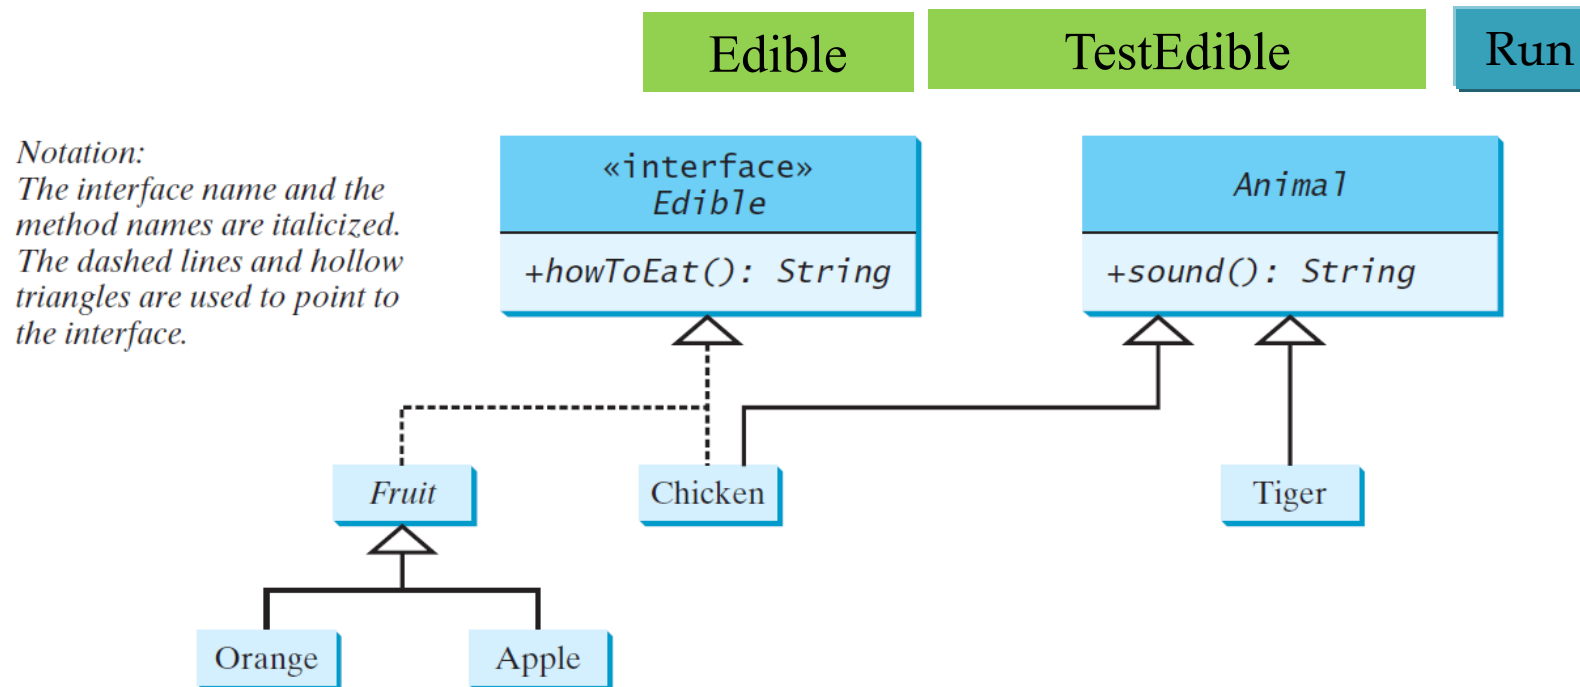 Edible
TestEdible
Run
Notation:
The interface name and the
method names are italicized.
The dashed lines and hollow
triangles are used to point to
the interface.
«interface»
Edible
+howToEat(): String
Animal
+sound(): String
Fruit
Chicken
Tiger
Orange
Apple